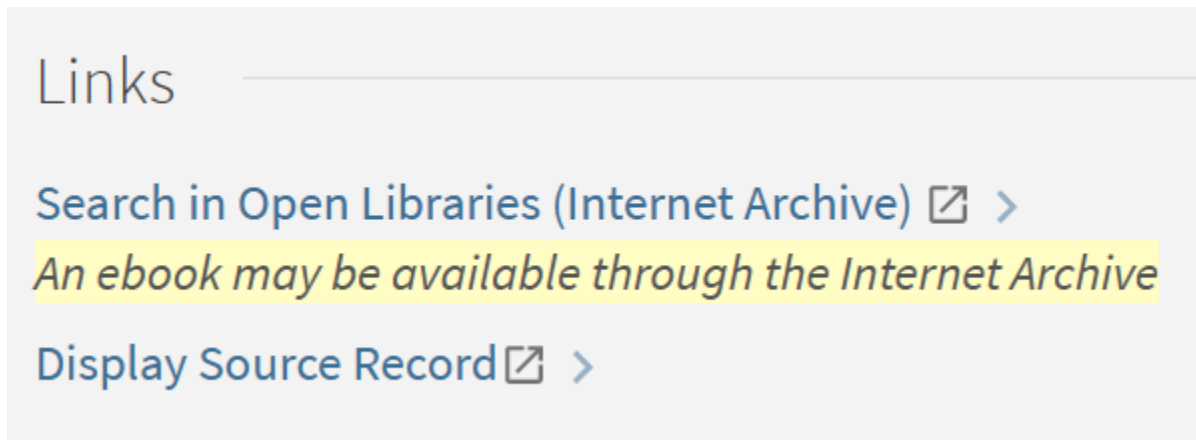 Links
Search in Open Libraries (Internet Archive)
An ebook may be available through the Internet Archive
Display Source Record